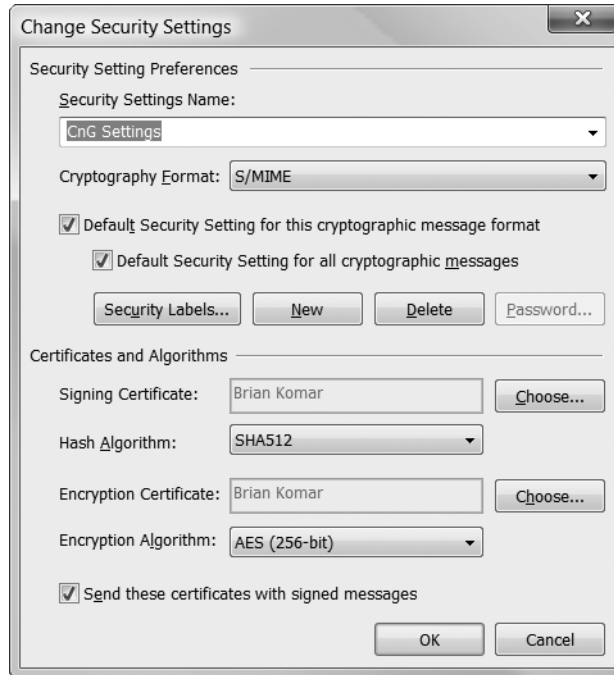 Change Security Settings
Security Setting Preferences
Security Settings Name:
CnG Settings
Cryptography Format: S/MIME
Default Security Setting for this cryptographic message format
Default Security Setting for all cryptographic messages
Security Labels... New Delete Password...
Certificates and Algorithms
Signing Certificate: Brian Komar Choose...
Hash Algorithm: SHA512
Encryption Certificate: Brian Komar Choose...
Encryption Algorithm: AES (256-bit)
Send these certificates with signed messages
OK Cancel